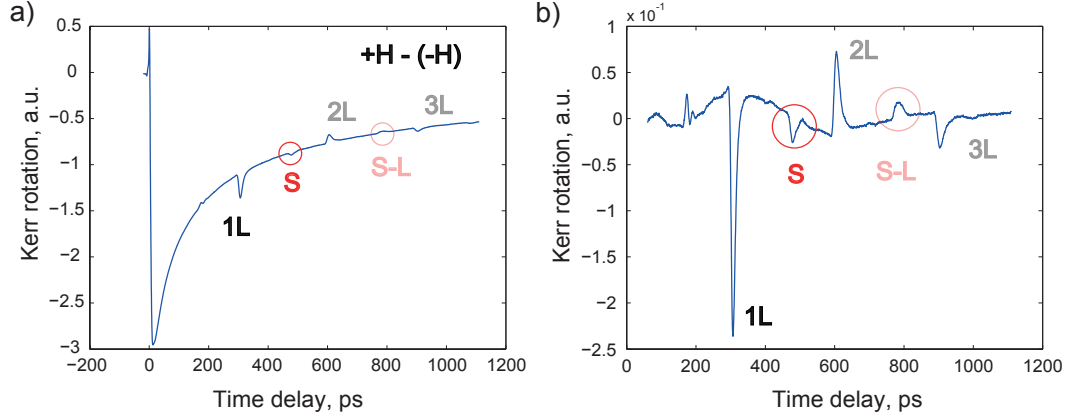 a)
+H - (-H)
0.5
0
−0.5
−1.0
−1.5
−2.0
−2.5
−3
1L
S
2L
S-L
3L
−200
0
200
400
600
800
1000
1200
Time delay, ps
Kerr rotation, a.u.
b)
x 10⁻¹
1
0.5
0
−0.5
−1
−1.5
−2
−2.5
1L
S
2L
S-L
3L
0
200
400
600
800
1000
1200
Time delay, ps
Kerr rotation, a.u.